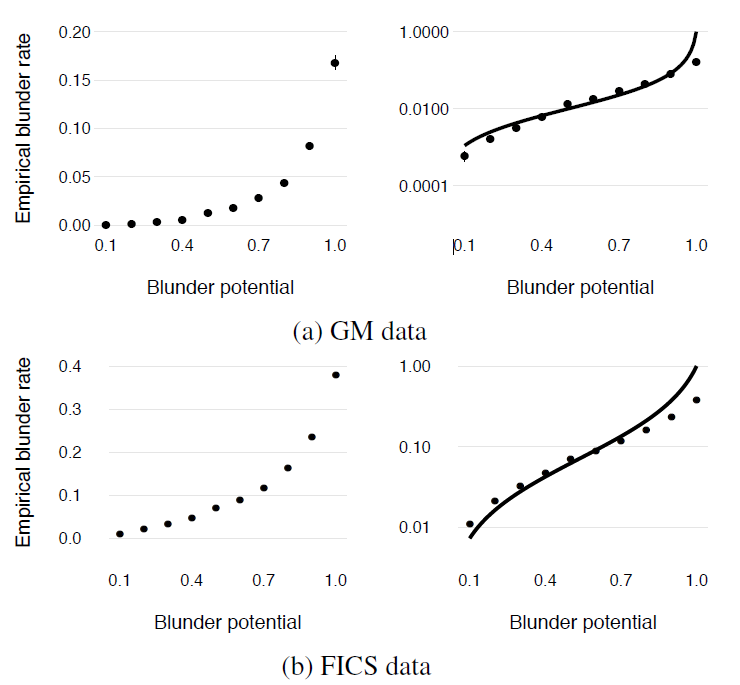 Empirical blunder rate
0.20
0.15
0.10
0.05
0.00
0.1 0.4 0.7 1.0
Blunder potential
1.0000
0.0100
0.0001
0.1 0.4 0.7 1.0
Blunder potential
(a) GM data
Empirical blunder rate
0.4
0.3
0.2
0.1
0.0
0.1 0.4 0.7 1.0
Blunder potential
1.00
0.10
0.01
0.1 0.4 0.7 1.0
Blunder potential
(b) FICS data